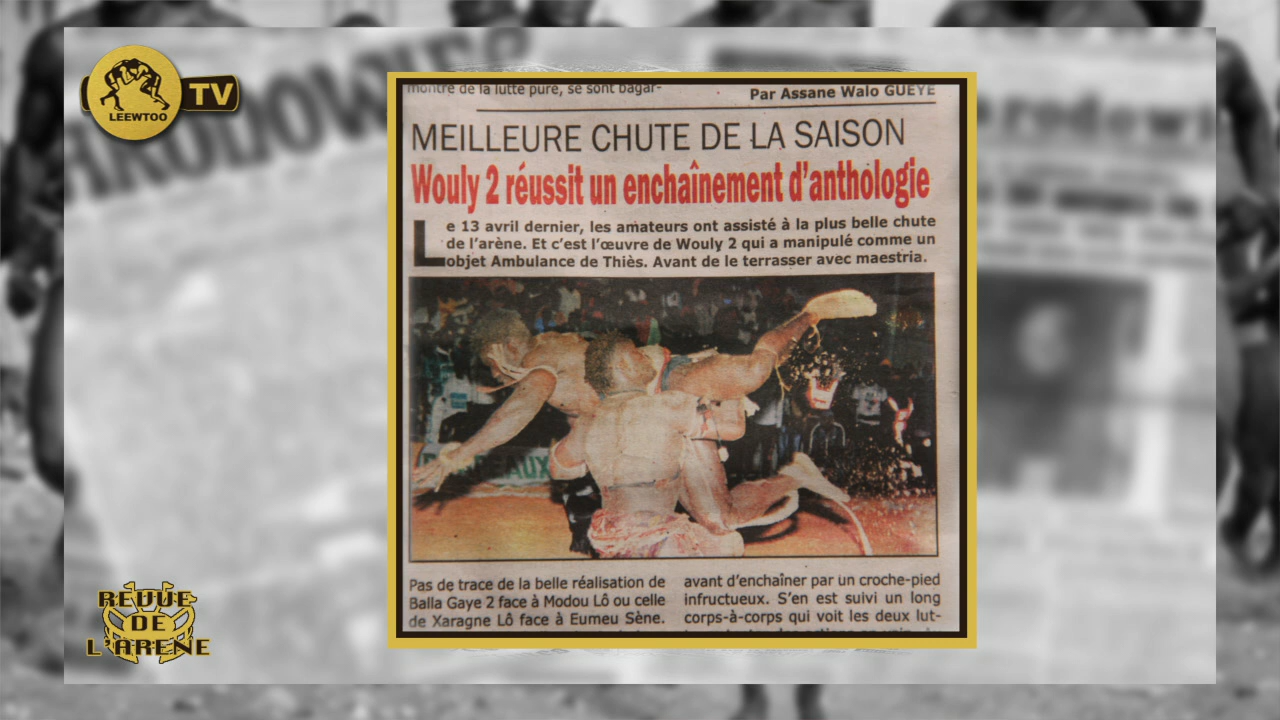 LEEWTOO TV
montre de la lutte pure, se sont bagar-
Par Assane Walo GUEYE
MEILLEURE CHUTE DE LA SAISON
Wouly 2 réussit un enchaînement d'anthologie
Le 13 avril dernier, les amateurs ont assisté à la plus belle chute
de l'arène. Et c'est l'œuvre de Wouly 2 qui a manipulé comme un
objet Ambulance de Thiès. Avant de le terrasser avec maestria.
Pas de trace de la belle réalisation de
Balla Gaye 2 face à Modou Lô ou celle
de Xaragne Lô face à Eumeu Sène.
avant d'enchaîner par un croche-pied
infructueux. S'en est suivi un long
corps-à-corps qui voit les deux lut-
REVUE
DE
L'ARENE